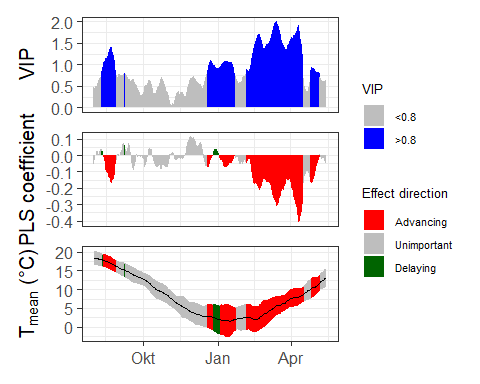 VIP
2.0
1.5
1.0
0.5
0.0
PLS coefficient
0.1
0.0
-0.1
-0.2
-0.3
-0.4
Tmean (°C)
20
15
10
5
0
Okt Jan Apr
VIP
<0.8
>0.8
Effect direction
Advancing
Unimportant
Delaying